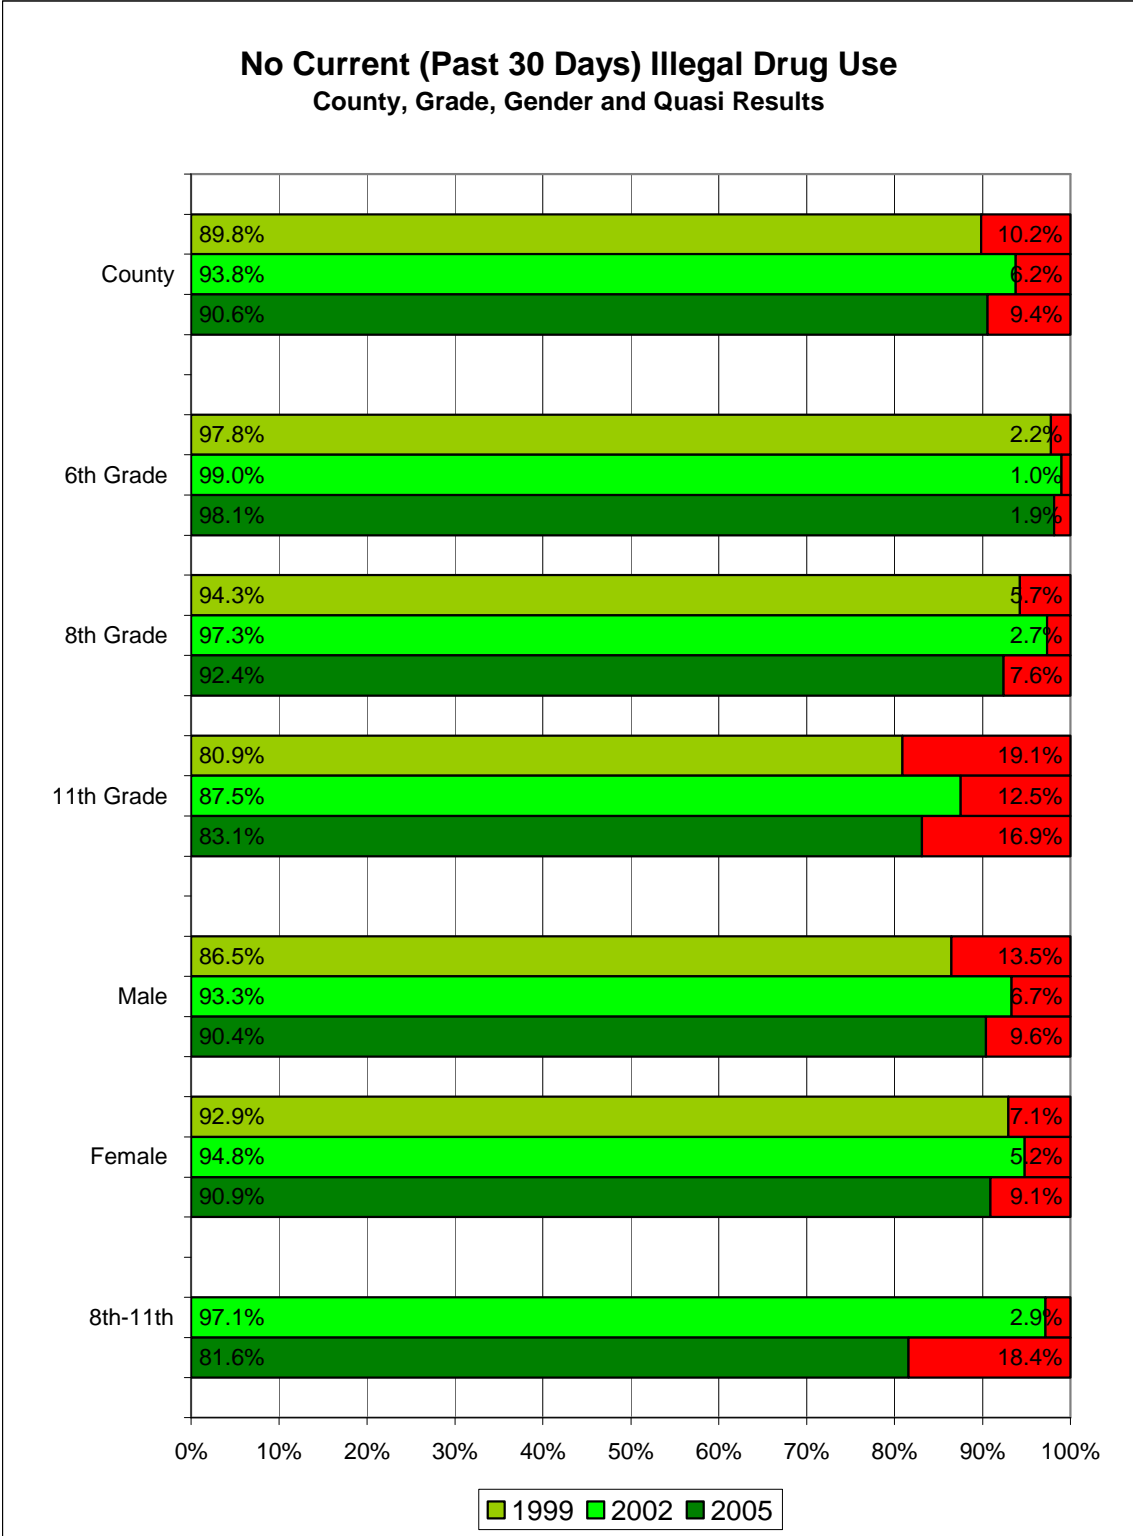 No Current (Past 30 Days) Illegal Drug Use
County, Grade, Gender and Quasi Results
89.8% 10.2%
County 93.8% 6.2%
90.6% 9.4%
97.8% 2.2%
6th Grade 99.0% 1.0%
98.1% 1.9%
94.3% 5.7%
8th Grade 97.3% 2.7%
92.4% 7.6%
80.9% 19.1%
11th Grade 87.5% 12.5%
83.1% 16.9%
86.5% 13.5%
Male 93.3% 6.7%
90.4% 9.6%
92.9% 7.1%
Female 94.8% 5.2%
90.9% 9.1%
8th-11th 97.1% 2.9%
81.6% 18.4%
0% 10% 20% 30% 40% 50% 60% 70% 80% 90% 100%
1999 2002 2005